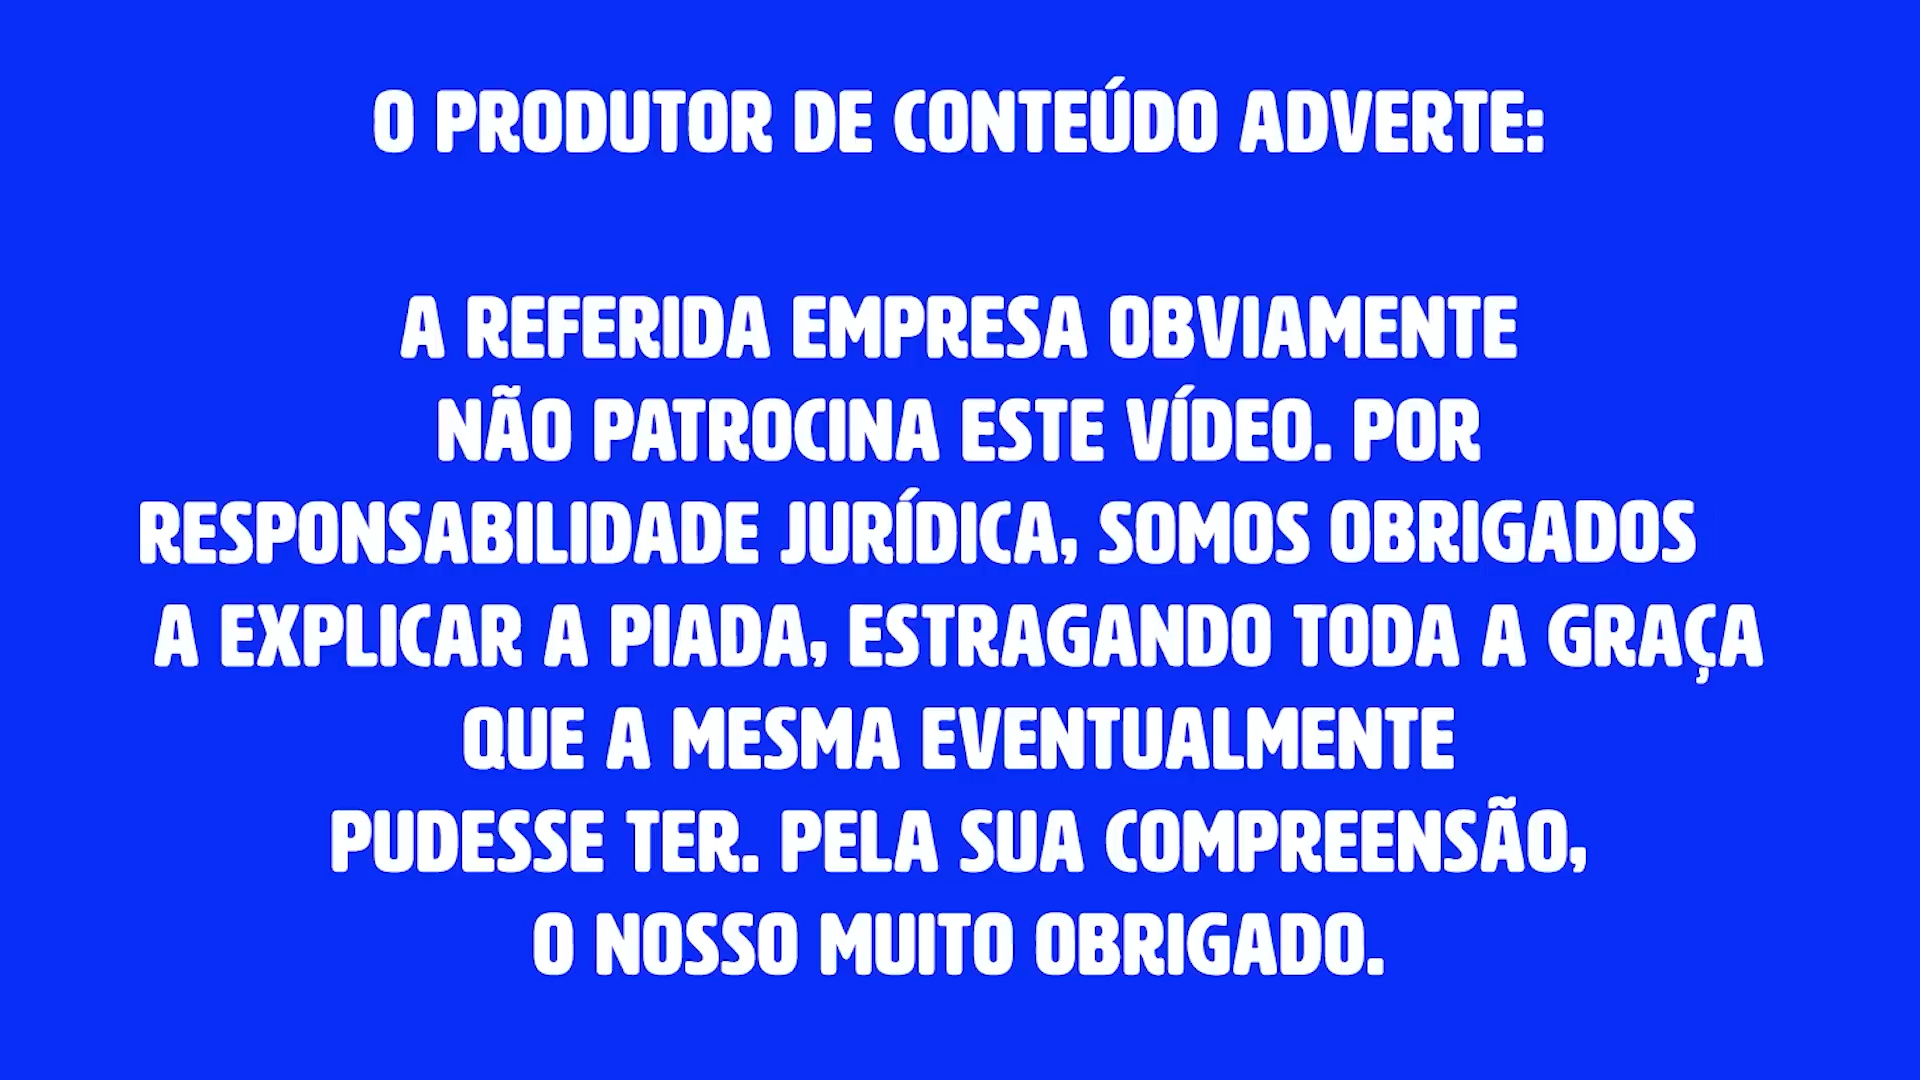 O PRODUTOR DE CONTEÚDO ADVERTE:
A REFERIDA EMPRESA OBVIAMENTE
NÃO PATROCINA ESTE VÍDEO. POR
RESPONSABILIDADE JURÍDICA, SOMOS OBRIGADOS
A EXPLICAR A PIADA, ESTRAGANDO TODA A GRAÇA
QUE A MESMA EVENTUALMENTE
PUDESSE TER. PELA SUA COMPREENSÃO,
O NOSSO MUITO OBRIGADO.